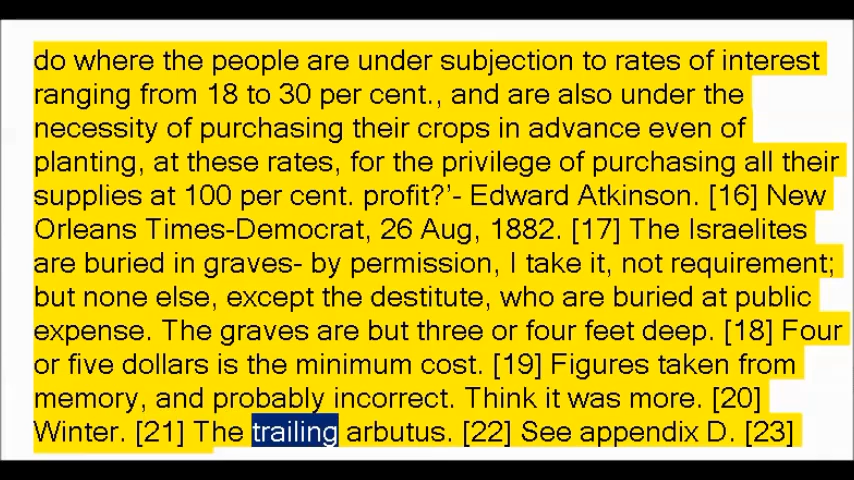 do where the people are under subjection to rates of interest
ranging from 18 to 30 per cent., and are also under the
necessity of purchasing their crops in advance even of
planting, at these rates, for the privilege of purchasing all their
supplies at 100 per cent. profit?’- Edward Atkinson. [16] New
Orleans Times-Democrat, 26 Aug, 1882. [17] The Israelites
are buried in graves- by permission, I take it, not requirement;
but none else, except the destitute, who are buried at public
expense. The graves are but three or four feet deep. [18] Four
or five dollars is the minimum cost. [19] Figures taken from
memory, and probably incorrect. Think it was more. [20]
Winter. [21] The trailing arbutus. [22] See appendix D. [23]